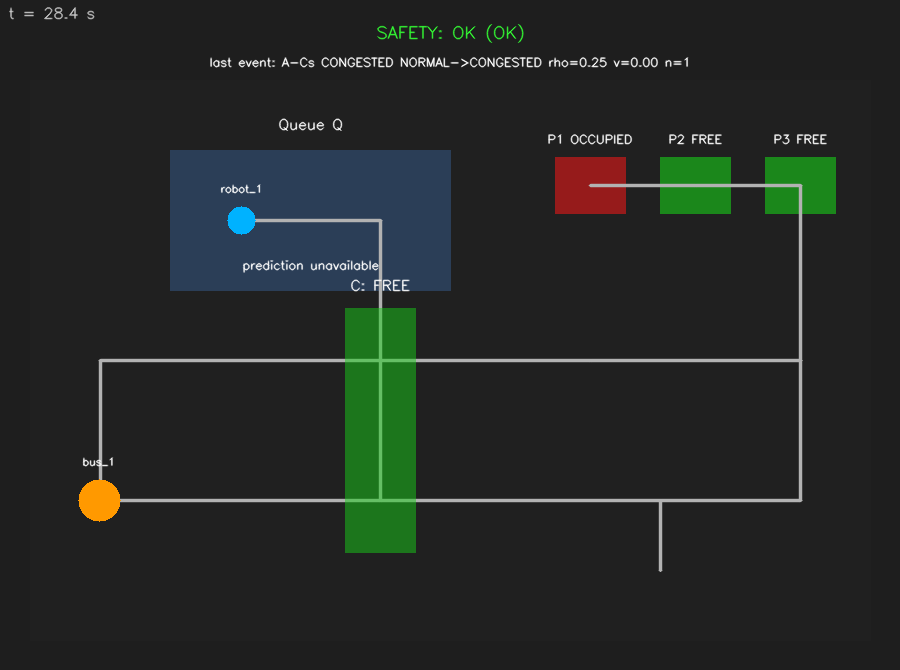 t = 28.4 s
SAFETY: OK (OK)
last event: A-Cs CONGESTED NORMAL->CONGESTED rho=0.25 v=0.00 n=1
Queue Q
P1 OCCUPIED
P2 FREE
P3 FREE
robot_1
prediction unavailable
C: FREE
bus_1